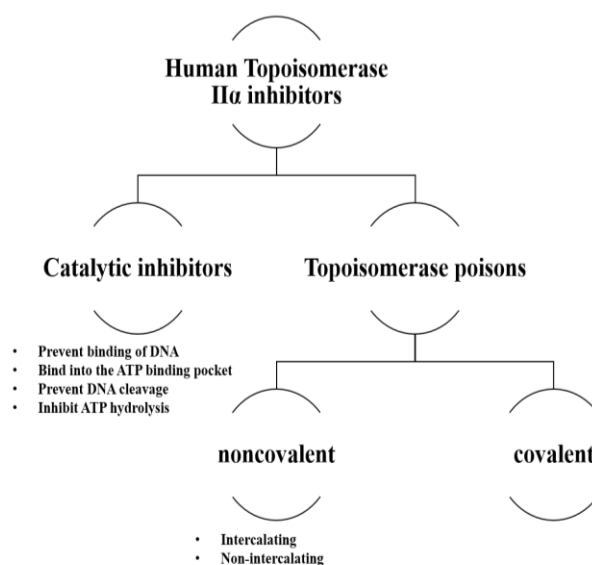 Human Topoisomerase
IIα inhibitors
Catalytic inhibitors
Topoisomerase poisons
• Prevent binding of DNA
• Bind into the ATP binding pocket
• Prevent DNA cleavage
• Inhibit ATP hydrolysis
noncovalent
covalent
• Intercalating
• Non-intercalating